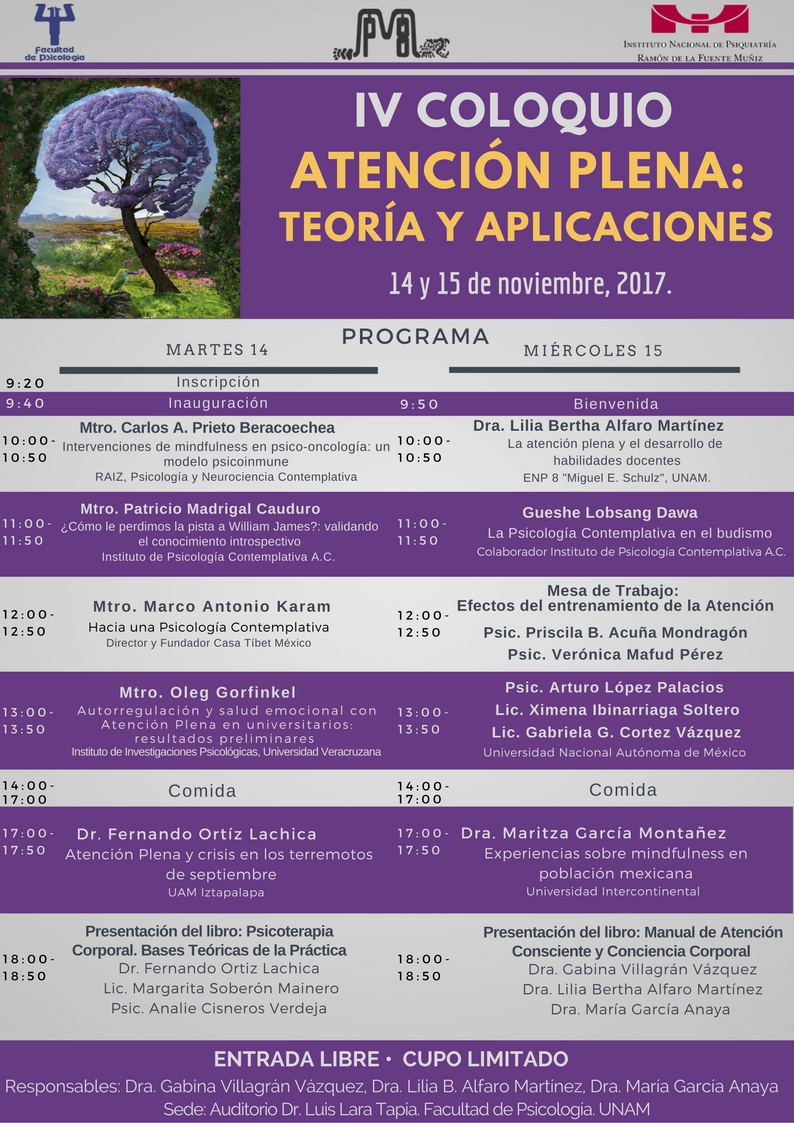 Facultad
de Psicología
INSTITUTO NACIONAL DE PSIQUIATRÍA
RAMÓN DE LA FUENTE MUÑIZ
IV COLOQUIO
ATENCIÓN PLENA:
TEORÍA Y APLICACIONES
14 y 15 de noviembre, 2017.
PROGRAMA
MARTES 14
9:20
Inscripción
9:40
Inauguración
10:00-
10:50
Mtro. Carlos A. Prieto Beracoechea
Intervenciones de mindfulness en psico-oncología: un
modelo psicoinmune
RAIZ, Psicología y Neurociencia Contemplativa
11:00-
11:50
Mtro. Patricio Madrigal Cauduro
¿Cómo le perdimos la pista a William James?: validando
el conocimiento introspectivo
Instituto de Psicología Contemplativa A.C.
12:00-
12:50
Mtro. Marco Antonio Karam
Hacia una Psicología Contemplativa
Director y Fundador Casa Tíbet México
13:00-
13:50
Mtro. Oleg Gorfinkel
Autorregulación y salud emocional con
Atención Plena en universitarios:
resultados preliminares
Instituto de Investigaciones Psicológicas, Universidad Veracruzana
14:00-
17:00
Comida
17:00-
17:50
Dr. Fernando Ortíz Lachica
Atención Plena y crisis en los terremotos
de septiembre
UAM Iztapalapa
18:00-
18:50
Presentación del libro: Psicoterapia
Corporal. Bases Teóricas de la Práctica
Dr. Fernando Ortiz Lachica
Lic. Margarita Soberón Mainero
Psic. Analie Cisneros Verdeja
MIÉRCOLES 15
9:50
Bienvenida
10:00-
10:50
Dra. Lilia Bertha Alfaro Martínez
La atención plena y el desarrollo de
habilidades docentes
ENP 8 "Miguel E. Schulz", UNAM.
11:00-
11:50
Gueshe Lobsang Dawa
La Psicología Contemplativa en el budismo
Colaborador Instituto de Psicología Contemplativa A.C.
12:00-
12:50
Mesa de Trabajo:
Efectos del entrenamiento de la Atención
Psic. Priscila B. Acuña Mondragón
Psic. Verónica Mafud Pérez
13:00-
13:50
Psic. Arturo López Palacios
Lic. Ximena Ibinarriaga Soltero
Lic. Gabriela G. Cortez Vázquez
Universidad Nacional Autónoma de México
14:00-
17:00
Comida
17:00-
17:50
Dra. Maritza García Montañez
Experiencias sobre mindfulness en
población mexicana
Universidad Intercontinental
18:00-
18:50
Presentación del libro: Manual de Atención
Consciente y Conciencia Corporal
Dra. Gabina Villagrán Vázquez
Dra. Lilia Bertha Alfaro Martínez
Dra. María García Anaya
ENTRADA LIBRE • CUPO LIMITADO
Responsables: Dra. Gabina Villagrán Vázquez, Dra. Lilia B. Alfaro Martínez, Dra. María García Anaya
Sede: Auditorio Dr. Luis Lara Tapia. Facultad de Psicología. UNAM